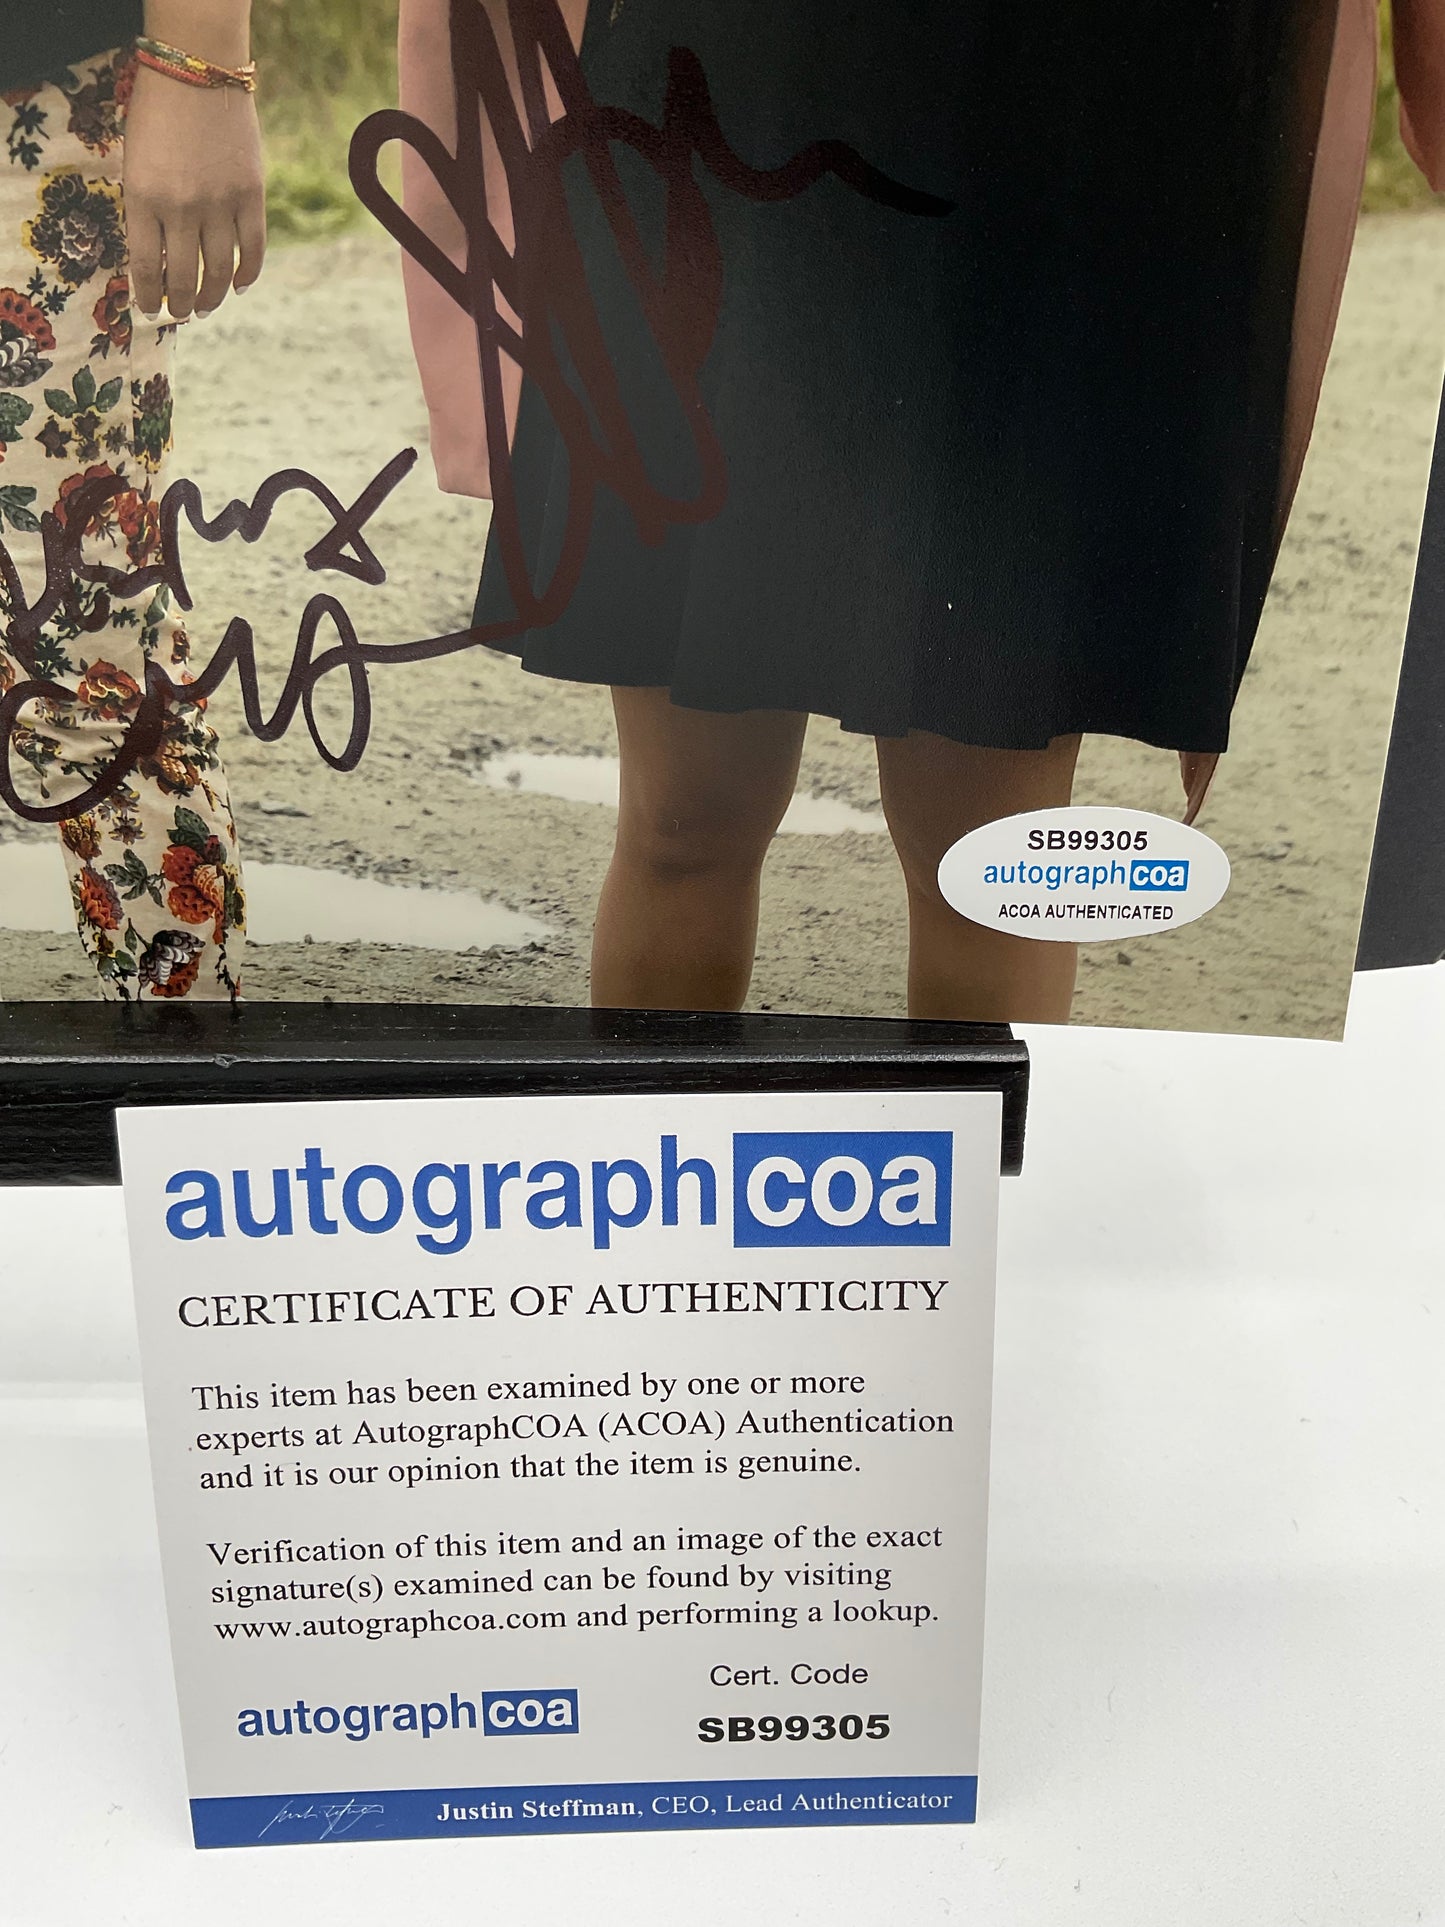 SB99305
autographcoa
ACOA AUTHENTICATED
autographcoa
CERTIFICATE OF AUTHENTICITY
This item has been examined by one or more
experts at AutographCOA (ACOA) Authentication
and it is our opinion that the item is genuine.
Verification of this item and an image of the exact
signature(s) examined can be found by visiting
www.autographcoa.com and performing a lookup.
Cert. Code
autographcoa SB99305
Justin Steffman, CEO, Lead Authenticator